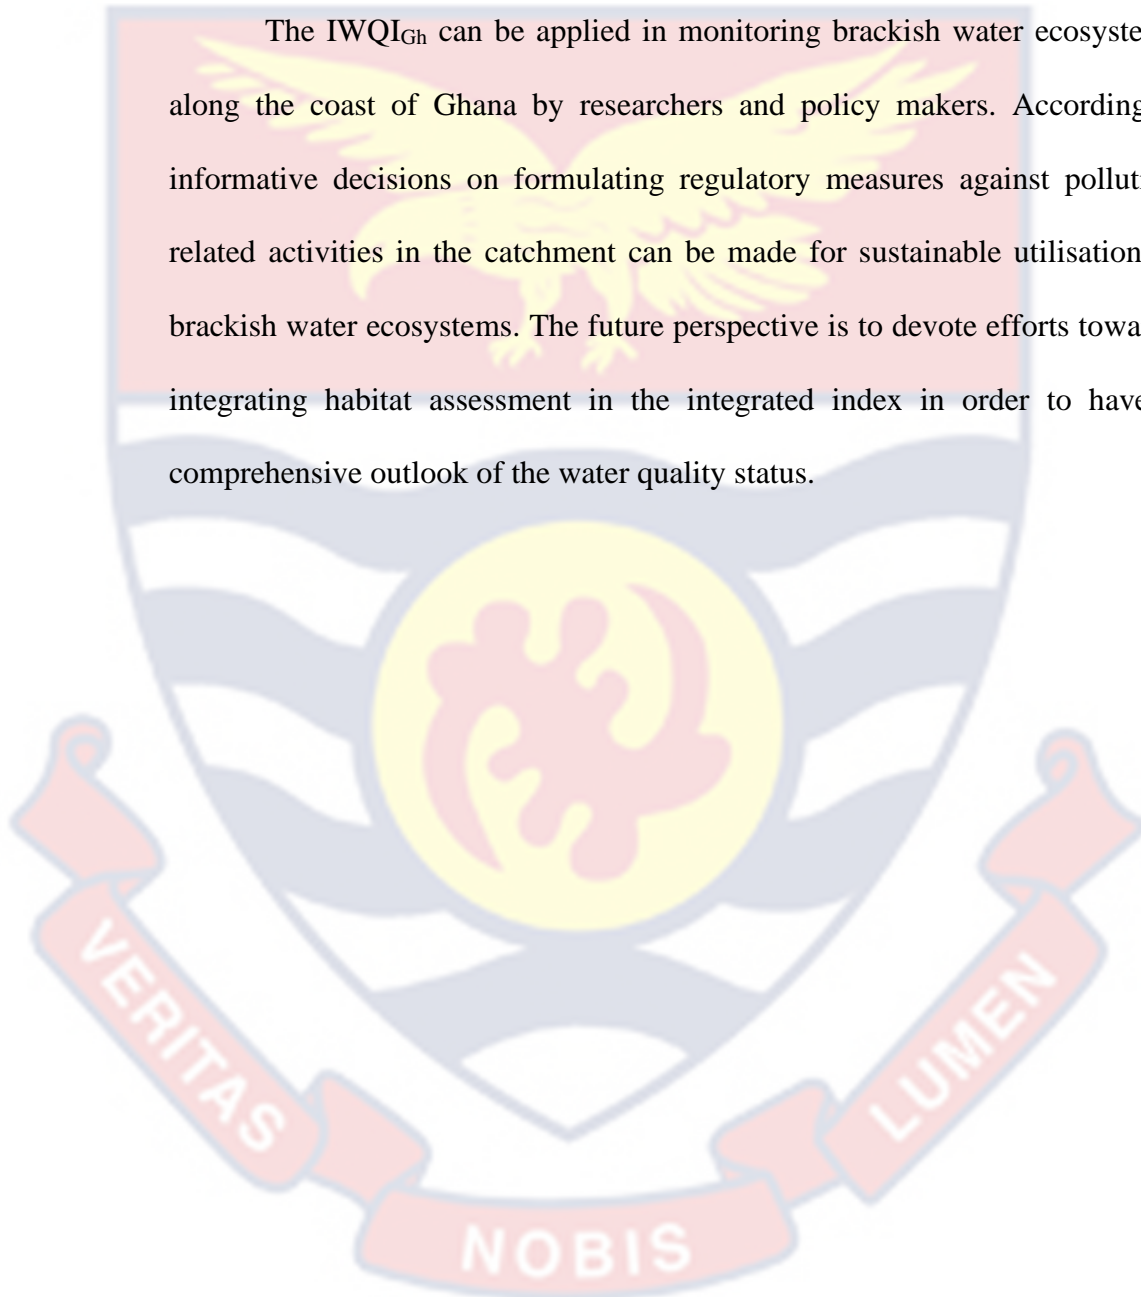 The IWQIGh can be applied in monitoring brackish water ecosyste
along the coast of Ghana by researchers and policy makers. According
informative decisions on formulating regulatory measures against pollut
related activities in the catchment can be made for sustainable utilisation
brackish water ecosystems. The future perspective is to devote efforts towa
integrating habitat assessment in the integrated index in order to have
comprehensive outlook of the water quality status.
VERITAS
NOBIS
LUMEN